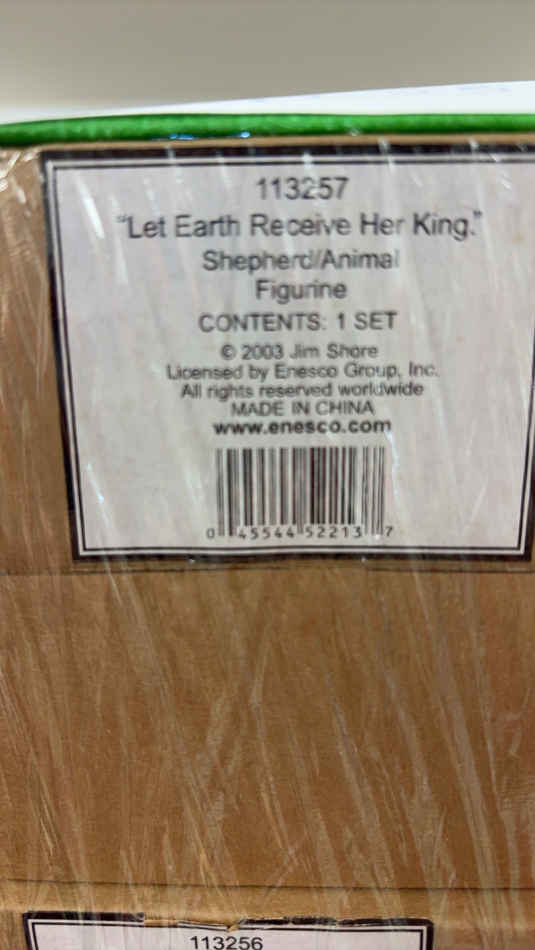 113257
“Let Earth Receive Her King.”
Shepherd/Animal
Figurine
CONTENTS: 1 SET
© 2003 Jim Shore
Licensed by Enesco Group, Inc.
All rights reserved worldwide
MADE IN CHINA
www.enesco.com
0 45544 52213 7
113256